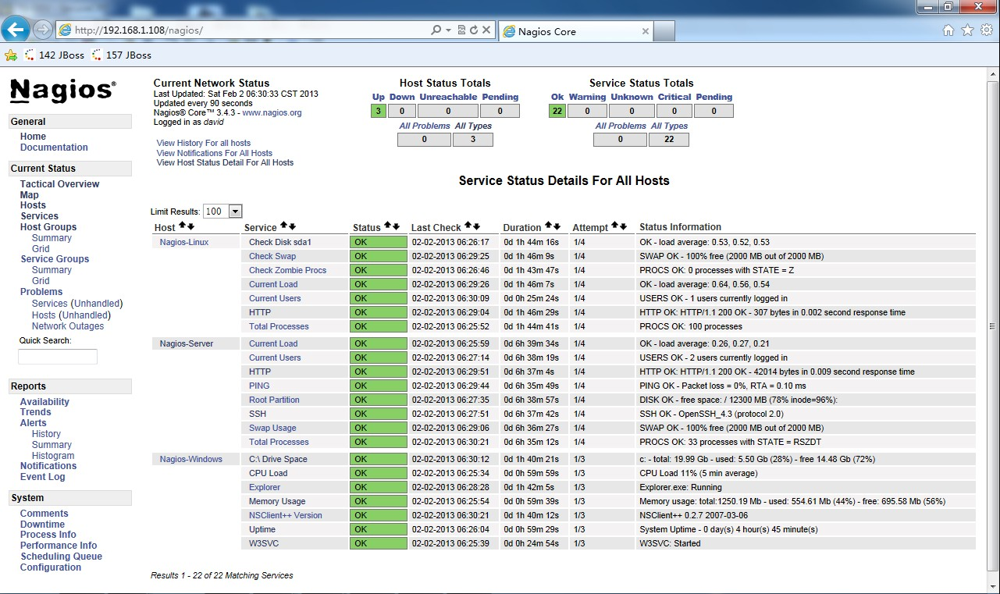 http://192.168.1.108/nagios/
Nagios Core
142 JBoss 157 JBoss
Nagios®
General
Home
Documentation
Current Status
Tactical Overview
Map
Hosts
Services
Host Groups
Summary
Grid
Service Groups
Summary
Grid
Problems
Services (Unhandled)
Hosts (Unhandled)
Network Outages
Quick Search:
Reports
Availability
Trends
Alerts
History
Summary
Histogram
Notifications
Event Log
System
Comments
Downtime
Process Info
Performance Info
Scheduling Queue
Configuration
Current Network Status
Last Updated: Sat Feb 2 06:30:33 CST 2013
Updated every 90 seconds
Nagios® Core™ 3.4.3 - www.nagios.org
Logged in as david
View History For all hosts
View Notifications For All Hosts
View Host Status Detail For All Hosts
Host Status Totals
Up Down Unreachable Pending
3 0 0 0
All Problems All Types
0 3
Service Status Totals
Ok Warning Unknown Critical Pending
22 0 0 0 0
All Problems All Types
0 22
Service Status Details For All Hosts
Limit Results: 100
Host Service Status Last Check Duration Attempt Status Information
Nagios-Linux Check Disk sda1 OK 02-02-2013 06:26:17 0d 1h 44m 16s 1/4 OK - load average: 0.53, 0.52, 0.53
Check Swap OK 02-02-2013 06:29:25 0d 1h 46m 9s 1/4 SWAP OK - 100% free (2000 MB out of 2000 MB)
Check Zombie Procs OK 02-02-2013 06:26:46 0d 1h 43m 47s 1/4 PROCS OK: 0 processes with STATE = Z
Current Load OK 02-02-2013 06:29:26 0d 1h 46m 7s 1/4 OK - load average: 0.64, 0.56, 0.54
Current Users OK 02-02-2013 06:30:09 0d 0h 25m 24s 1/4 USERS OK - 1 users currently logged in
HTTP OK 02-02-2013 06:29:04 0d 1h 46m 29s 1/4 HTTP OK: HTTP/1.1 200 OK - 307 bytes in 0.002 second response time
Total Processes OK 02-02-2013 06:25:52 0d 1h 44m 41s 1/4 PROCS OK: 100 processes
Nagios-Server Current Load OK 02-02-2013 06:25:59 0d 6h 39m 34s 1/4 OK - load average: 0.26, 0.27, 0.21
Current Users OK 02-02-2013 06:27:14 0d 6h 38m 19s 1/4 USERS OK - 2 users currently logged in
HTTP OK 02-02-2013 06:29:51 0d 6h 37m 4s 1/4 HTTP OK: HTTP/1.1 200 OK - 42014 bytes in 0.009 second response time
PING OK 02-02-2013 06:29:44 0d 6h 35m 49s 1/4 PING OK - Packet loss = 0%, RTA = 0.10 ms
Root Partition OK 02-02-2013 06:27:35 0d 6h 38m 57s 1/4 DISK OK - free space: / 12300 MB (78% inode=96%):
SSH OK 02-02-2013 06:27:51 0d 6h 37m 42s 1/4 SSH OK - OpenSSH_4.3 (protocol 2.0)
Swap Usage OK 02-02-2013 06:29:06 0d 6h 36m 27s 1/4 SWAP OK - 100% free (2000 MB out of 2000 MB)
Total Processes OK 02-02-2013 06:30:21 0d 6h 35m 12s 1/4 PROCS OK: 33 processes with STATE = RSZDT
Nagios-Windows C:\ Drive Space OK 02-02-2013 06:30:12 0d 1h 40m 21s 1/3 c: - total: 19.99 Gb - used: 5.50 Gb (28%) - free 14.48 Gb (72%)
CPU Load OK 02-02-2013 06:25:34 0d 0h 59m 59s 1/3 CPU Load 11% (5 min average)
Explorer OK 02-02-2013 06:28:28 0d 1h 42m 5s 1/3 Explorer.exe: Running
Memory Usage OK 02-02-2013 06:25:54 0d 0h 59m 39s 1/3 Memory usage: total:1250.19 Mb - used: 554.61 Mb (44%) - free: 695.58 Mb (56%)
NSClient++ Version OK 02-02-2013 06:30:21 0d 1h 40m 12s 1/3 NSClient++ 0.2.7 2007-03-06
Uptime OK 02-02-2013 06:26:04 0d 0h 59m 29s 1/3 System Uptime - 0 day(s) 4 hour(s) 45 minute(s)
W3SVC OK 02-02-2013 06:25:39 0d 0h 24m 54s 1/3 W3SVC: Started
Results 1 - 22 of 22 Matching Services